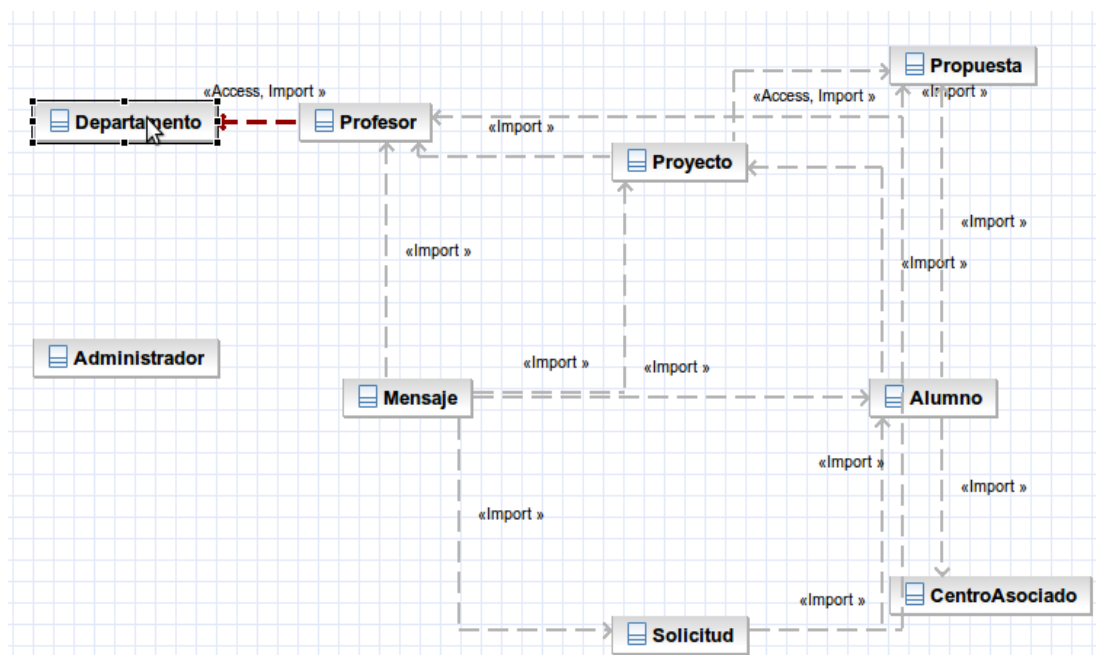 Propuesta
«Access, Import »
«Access, Import »
«Import »
Departamento
Profesor
«Import »
Proyecto
«Import »
«Import »
«Import »
Administrador
«Import »
«Import »
Mensaje
Alumno
«Import »
«Import »
«Import »
«Import »
CentroAsociado
Solicitud